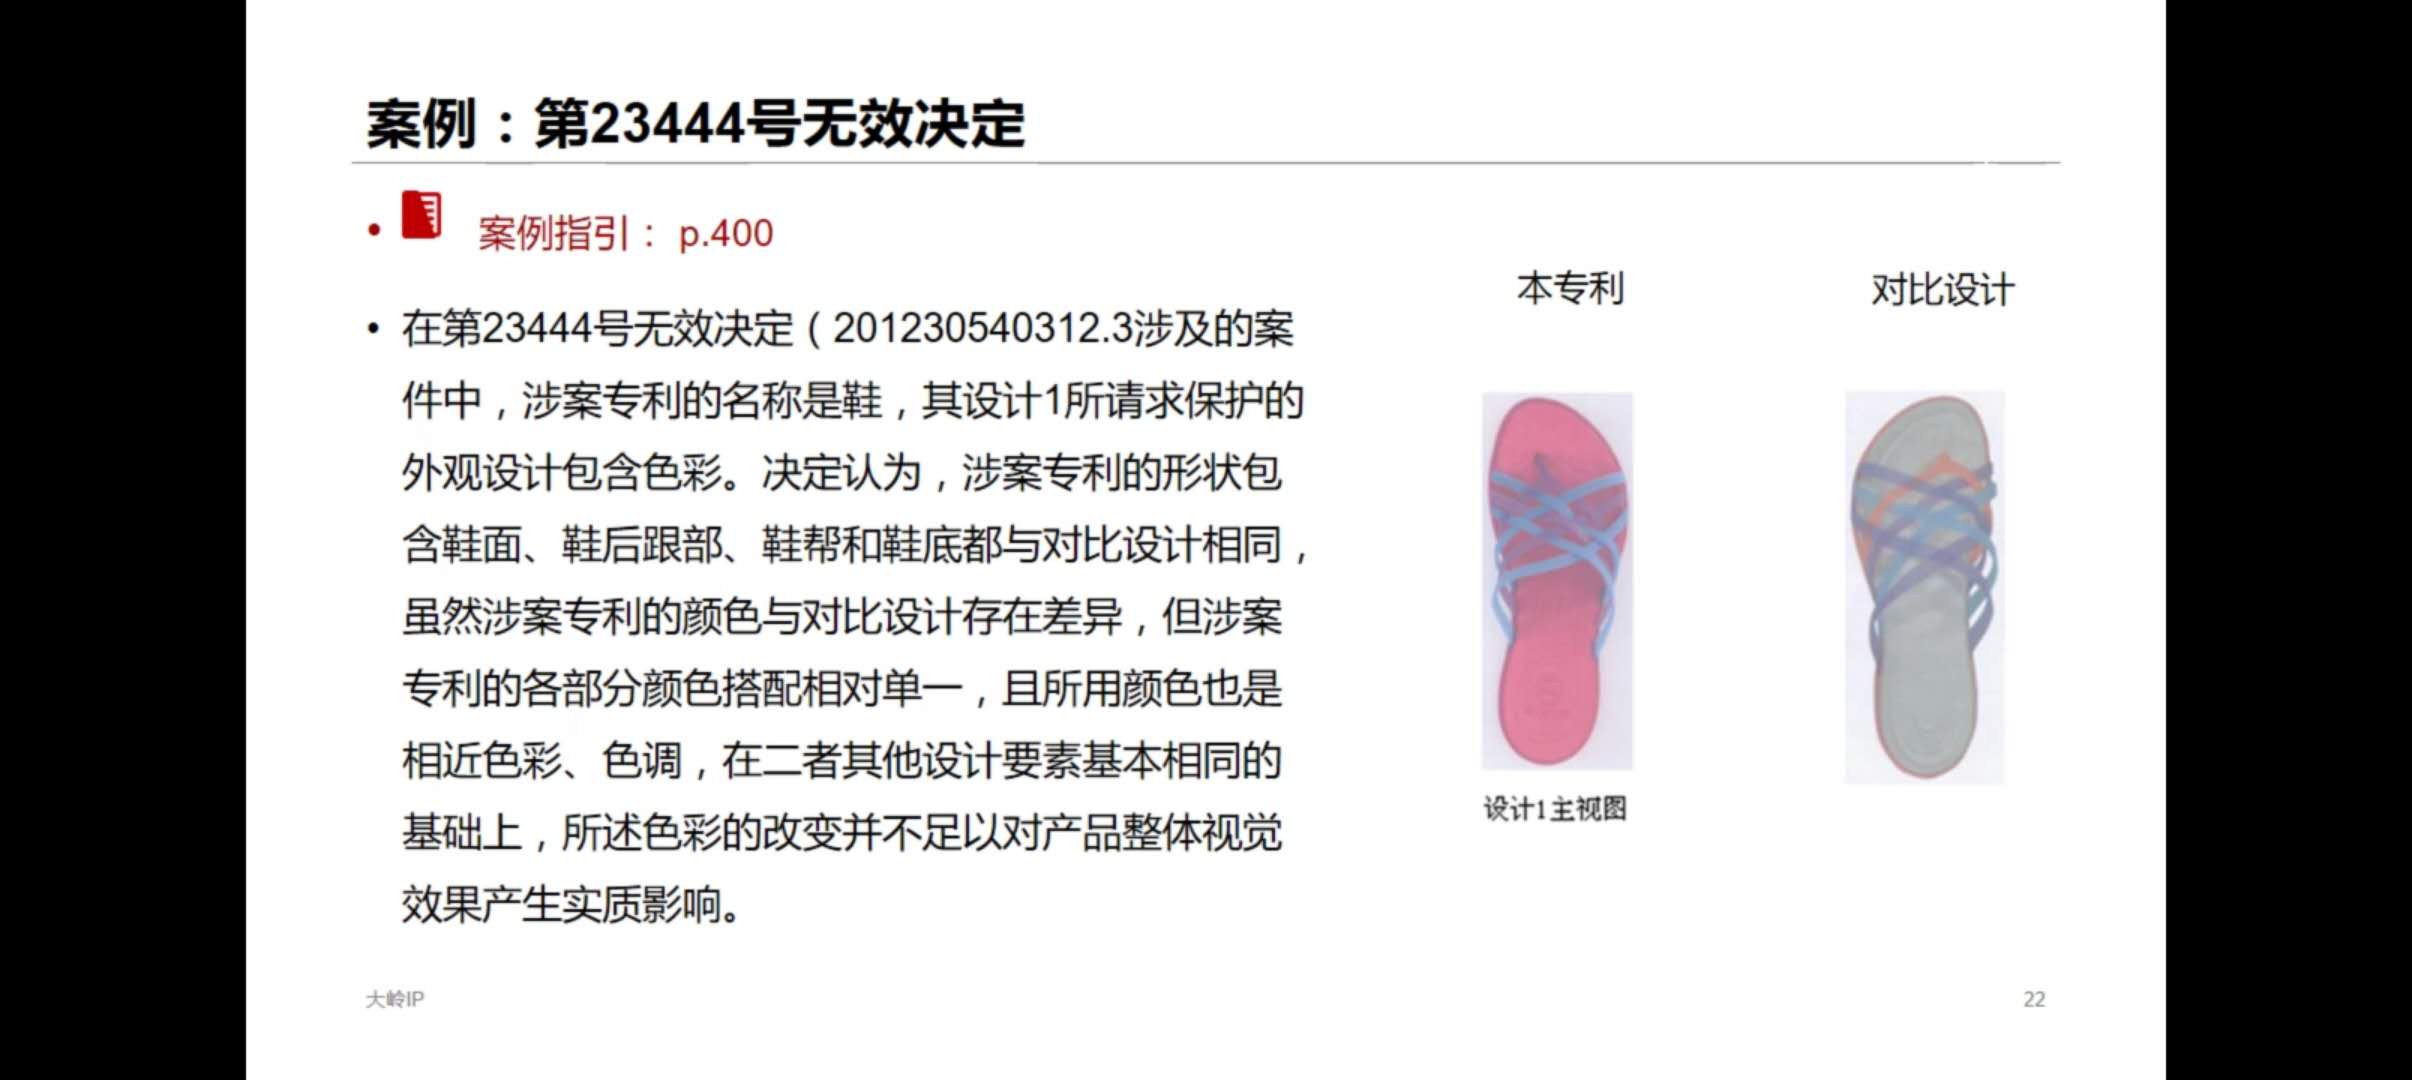 案例：第23444号无效决定
• 案例指引： p.400
本专利
对比设计
• 在第23444号无效决定（201230540312.3涉及的案
件中，涉案专利的名称是鞋，其设计1所请求保护的
外观设计包含色彩。决定认为，涉案专利的形状包
含鞋面、鞋后跟部、鞋帮和鞋底都与对比设计相同，
虽然涉案专利的颜色与对比设计存在差异，但涉案
专利的各部分颜色搭配相对单一，且所用颜色也是
相近色彩、色调，在二者其他设计要素基本相同的
基础上，所述色彩的改变并不足以对产品整体视觉
效果产生实质影响。
设计1主视图
大岭IP
22